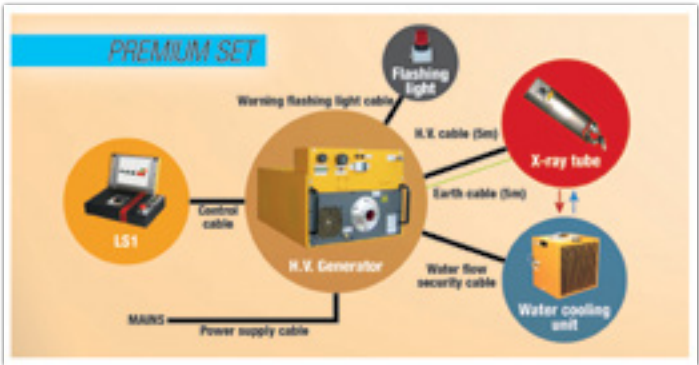 PREMIUM SET
Flashing
light
Warning flashing light cable
H.V. cable (5m)
X-ray tube
Earth cable (5m)
Control
cable
LS1
H.V. Generator
Water flow
security cable
Water cooling
unit
MAINS
Power supply cable